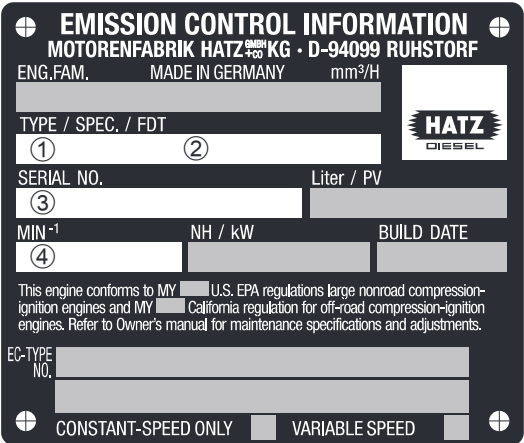 EMISSION CONTROL INFORMATION
MOTORENFABRIK HATZ GMBH +CO KG · D-94099 RUHSTORF
ENG.FAM. MADE IN GERMANY mm³/H
HATZ
DIESEL
TYPE / SPEC. / FDT
① ②
SERIAL NO. Liter / PV
③
MIN⁻¹ NH / kW BUILD DATE
④
This engine conforms to MY U.S. EPA regulations large nonroad compression-
ignition engines and MY California regulation for off-road compression-ignition
engines. Refer to Owner's manual for maintenance specifications and adjustments.
EC-TYPE
NO.
CONSTANT-SPEED ONLY VARIABLE SPEED